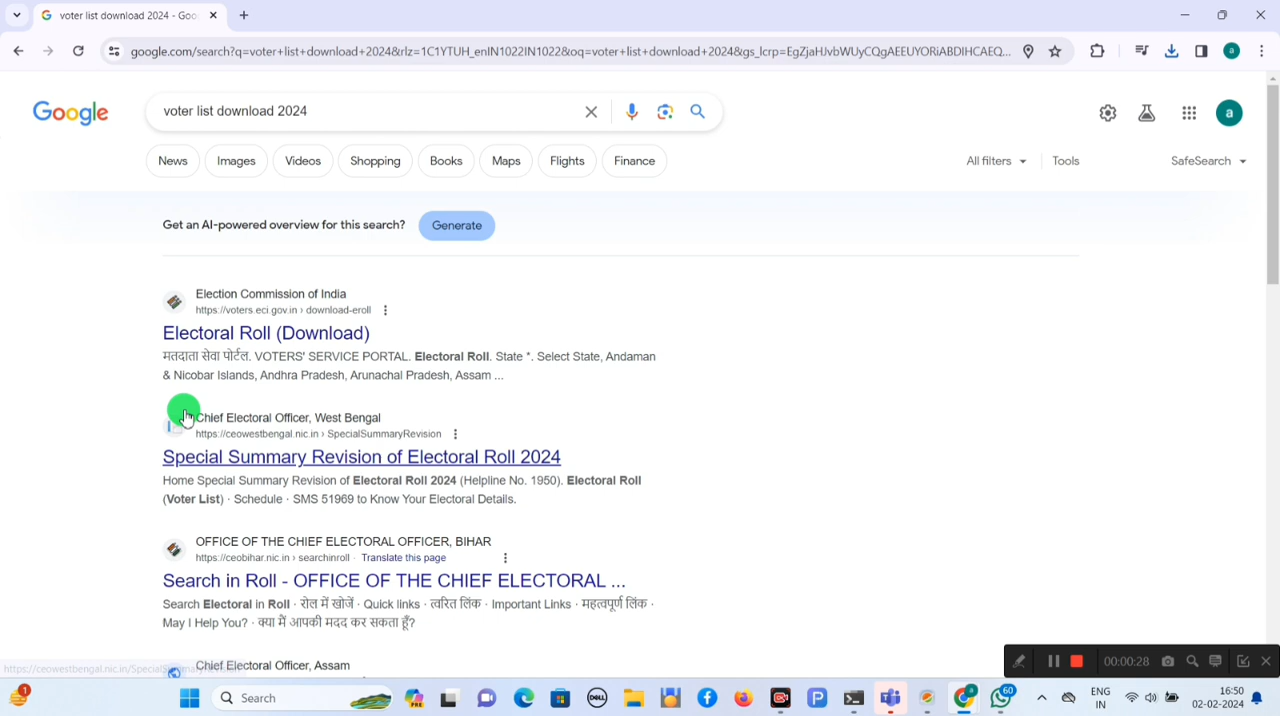 voter list download 2024 - Goo
google.com/search?q=voter+list+download+2024&rlz=1C1YTUH_enIN1022IN1022&oq=voter+list+download+2024&gs_lcrp=EgZjaHJvbWUyCQgAEEUYORiABDIHCAEQ...
Google
voter list download 2024
a
a
News Images Videos Shopping Books Maps Flights Finance All filters Tools SafeSearch
Get an AI-powered overview for this search? Generate
Election Commission of India
https://voters.eci.gov.in › download-eroll
Electoral Roll (Download)
मतदाता सेवा पोर्टल. VOTERS' SERVICE PORTAL. Electoral Roll. State *. Select State, Andaman
& Nicobar Islands, Andhra Pradesh, Arunachal Pradesh, Assam ...
Chief Electoral Officer, West Bengal
https://ceowestbengal.nic.in › SpecialSummaryRevision
Special Summary Revision of Electoral Roll 2024
Home Special Summary Revision of Electoral Roll 2024 (Helpline No. 1950). Electoral Roll
(Voter List) · Schedule · SMS 51969 to Know Your Electoral Details.
OFFICE OF THE CHIEF ELECTORAL OFFICER, BIHAR
https://ceobihar.nic.in › searchinroll · Translate this page
Search in Roll - OFFICE OF THE CHIEF ELECTORAL ...
Search Electoral in Roll · रोल में खोजें · Quick links · त्वरित लिंक · Important Links · महत्वपूर्ण लिंक ·
May I Help You? · क्या मैं आपकी मदद कर सकता हूँ?
Chief Electoral Officer, Assam
00:00:28
1
Search
PRE
DELL
60
ENG
IN
16:50
02-02-2024